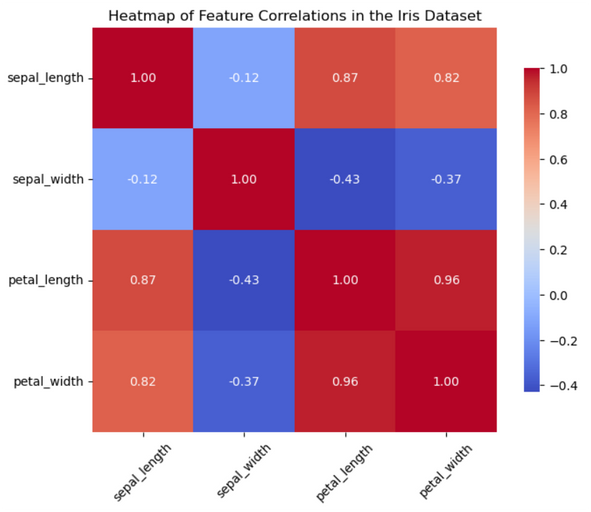 Heatmap of Feature Correlations in the Iris Dataset
sepal_length 1.00 -0.12 0.87 0.82
sepal_width -0.12 1.00 -0.43 -0.37
petal_length 0.87 -0.43 1.00 0.96
petal_width 0.82 -0.37 0.96 1.00
sepal_length sepal_width petal_length petal_width
1.0
0.8
0.6
0.4
0.2
0.0
−0.2
−0.4